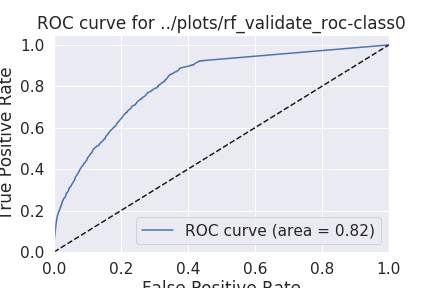 ROC curve for ../plots/rf_validate_roc-class0
True Positive Rate
1.0
0.8
0.6
0.4
0.2
0.0
ROC curve (area = 0.82)
0.0 0.2 0.4 0.6 0.8 1.0
False Positive Rate